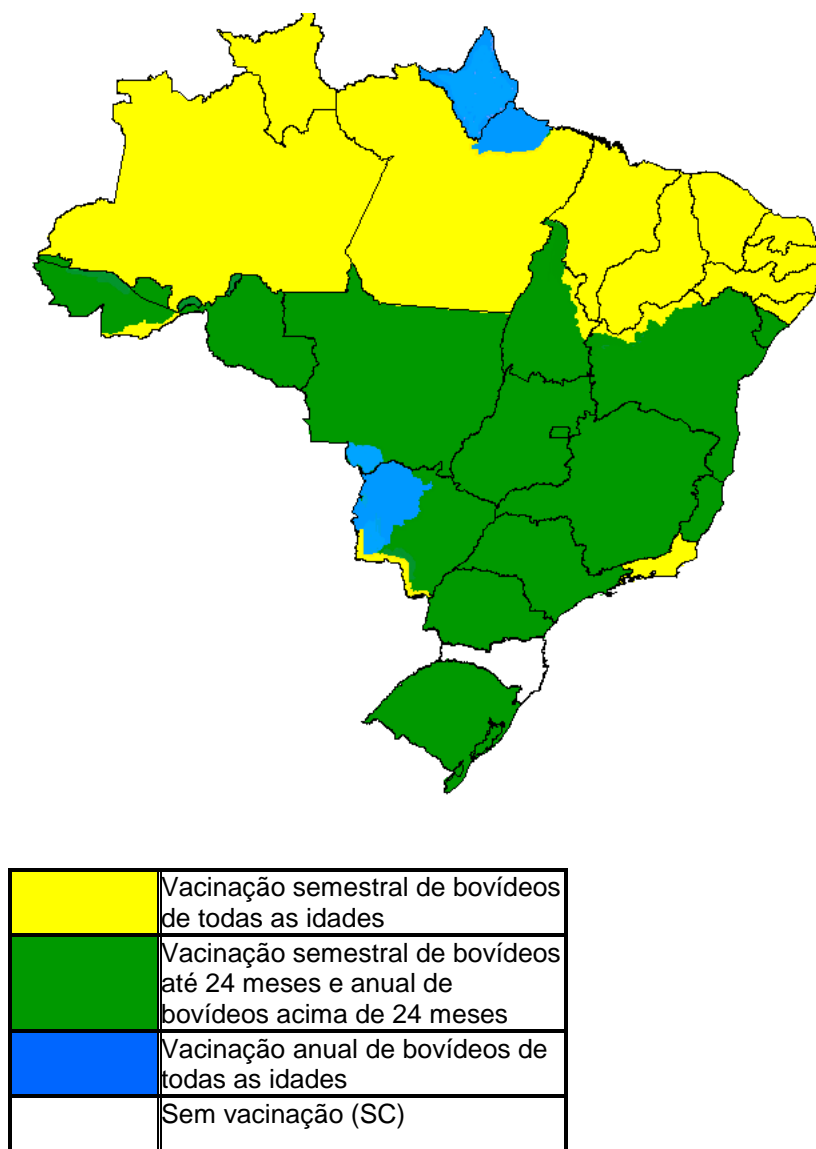 Vacinação semestral de bovídeos
de todas as idades
Vacinação semestral de bovídeos
até 24 meses e anual de
bovídeos acima de 24 meses
Vacinação anual de bovídeos de
todas as idades
Sem vacinação (SC)